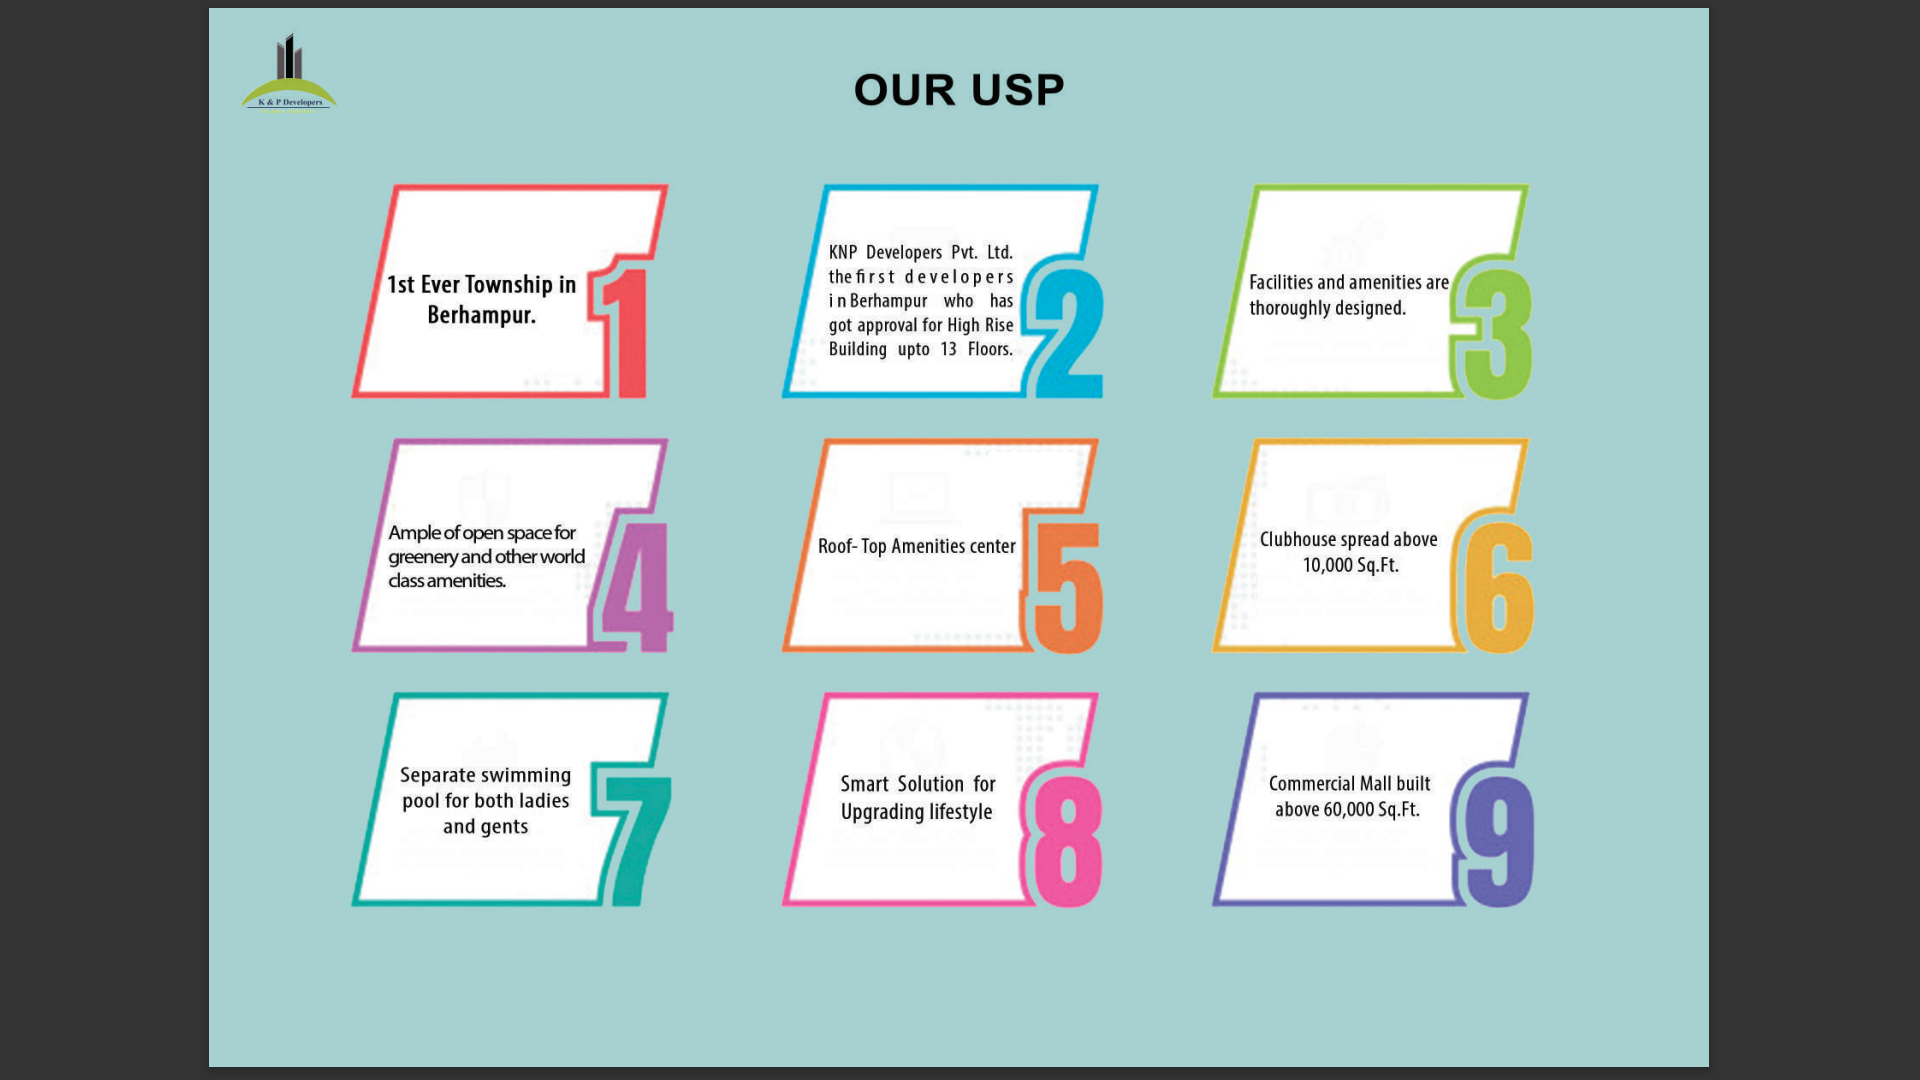 K & P Developers
OUR USP
1st Ever Township in
Berhampur.
1
KNP Developers Pvt. Ltd.
the first developers
in Berhampur who has
got approval for High Rise
Building upto 13 Floors.
2
Facilities and amenities are
thoroughly designed.
3
Ample of open space for
greenery and other world
class amenities.
4
Roof- Top Amenities center
5
Clubhouse spread above
10,000 Sq.Ft.
6
Separate swimming
pool for both ladies
and gents
7
Smart Solution for
Upgrading lifestyle
8
Commercial Mall built
above 60,000 Sq.Ft.
9